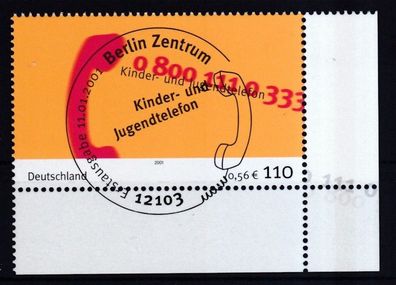 Berlin Zentrum
0 800 111 0 333
Kinder- und Jugendtelefon
Kinder- und
Jugendtelefon
Erstausgabe 11.01.2001
2001
Deutschland
0,56 € 110
12103